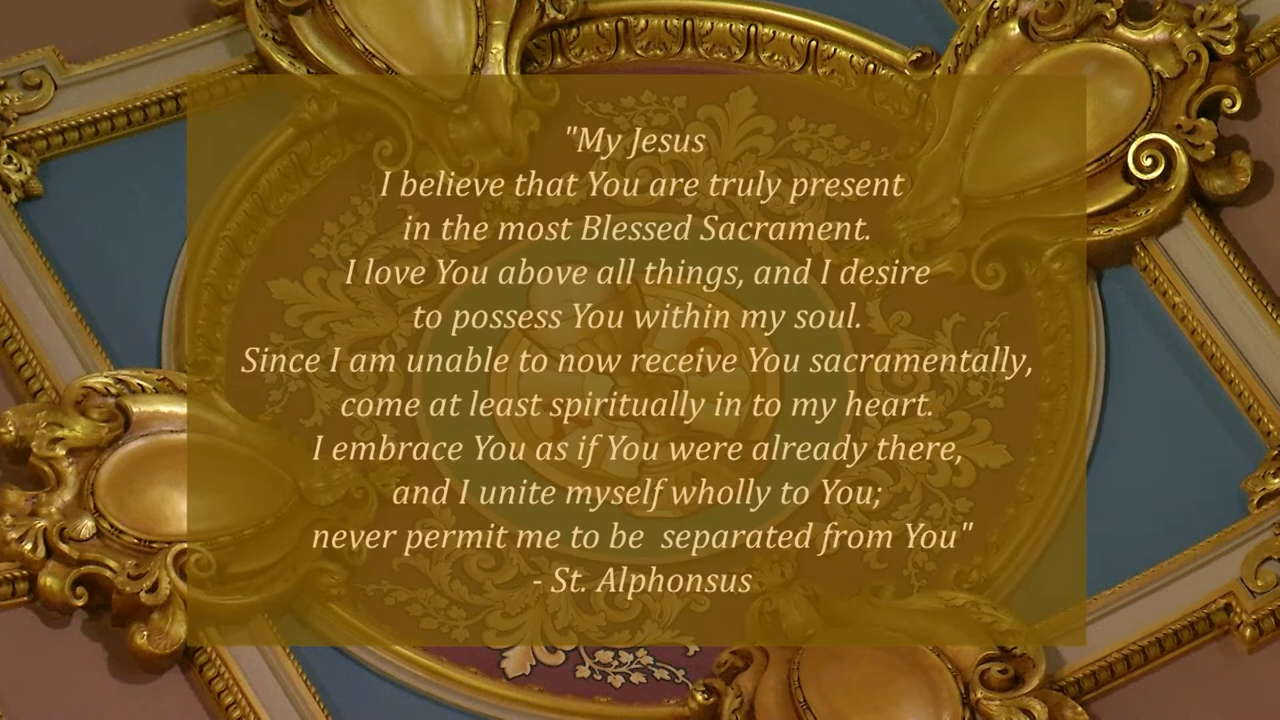 "My Jesus
I believe that You are truly present
in the most Blessed Sacrament.
I love You above all things, and I desire
to possess You within my soul.
Since I am unable to now receive You sacramentally,
come at least spiritually in to my heart.
I embrace You as if You were already there,
and I unite myself wholly to You;
never permit me to be  separated from You"
- St. Alphonsus